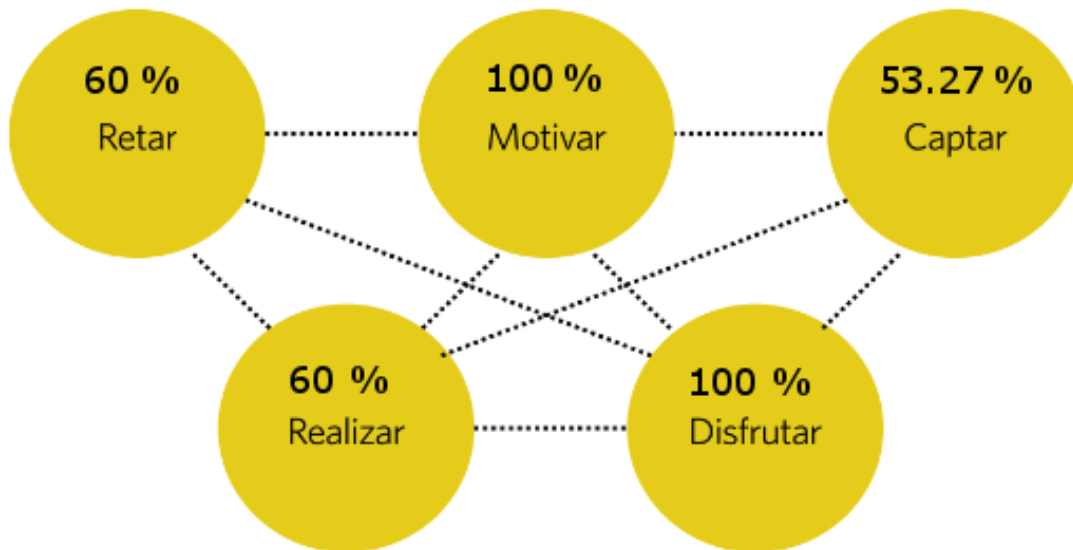 60 %
Retar
100 %
Motivar
53.27 %
Captar
60 %
Realizar
100 %
Disfrutar